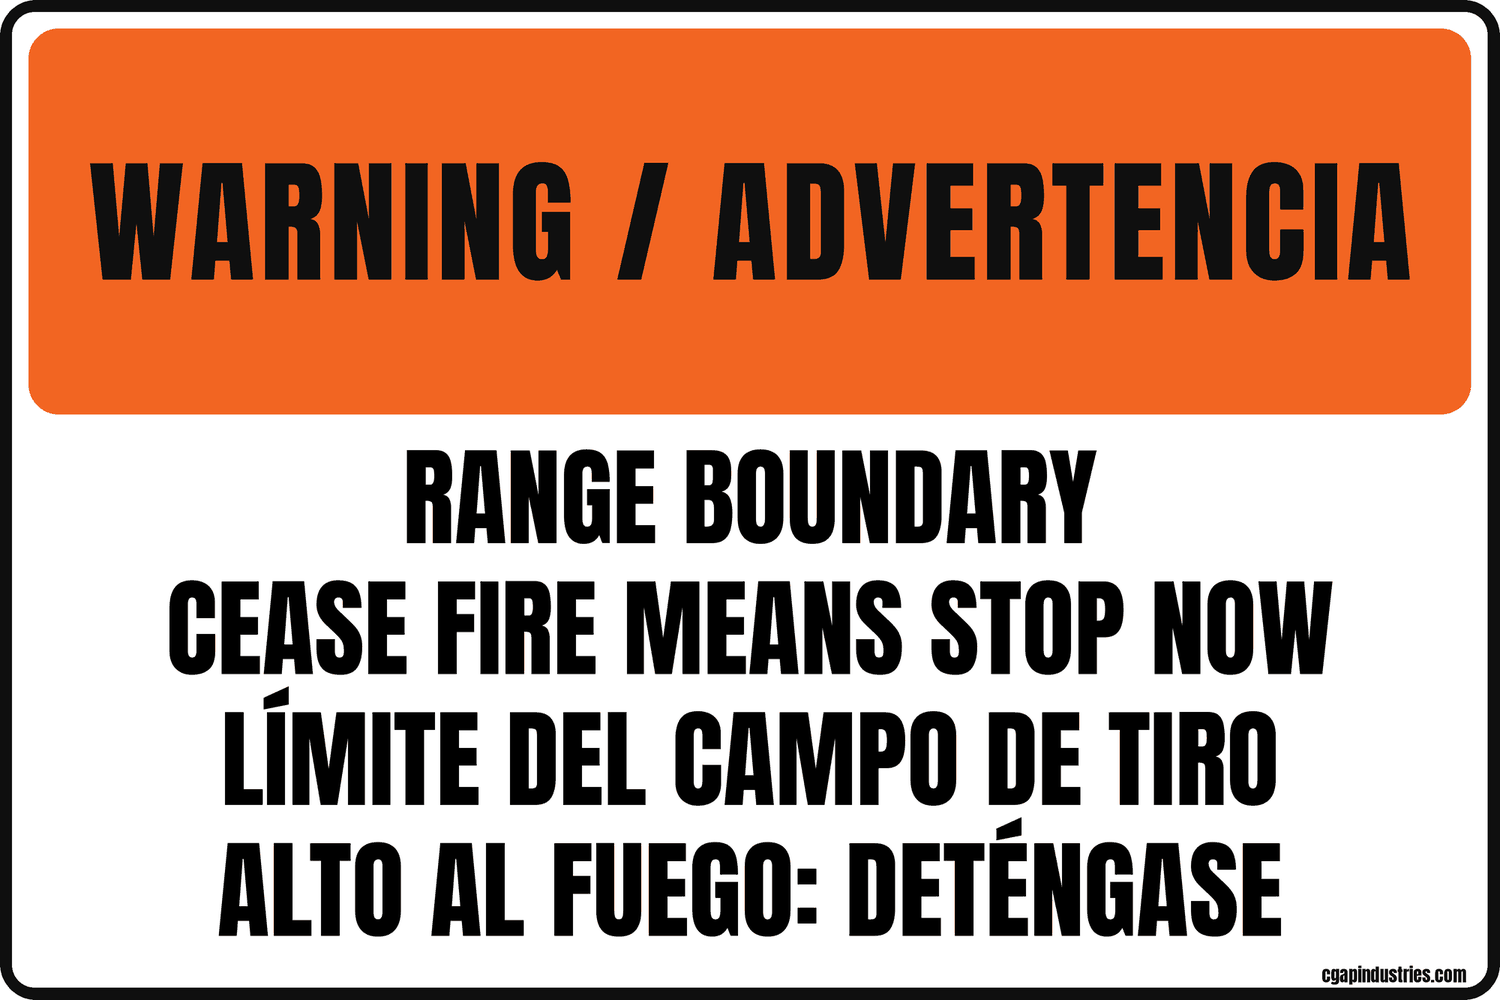 WARNING / ADVERTENCIA
RANGE BOUNDARY
CEASE FIRE MEANS STOP NOW
LÍMITE DEL CAMPO DE TIRO
ALTO AL FUEGO: DETÉNGASE
cgapindustries.com